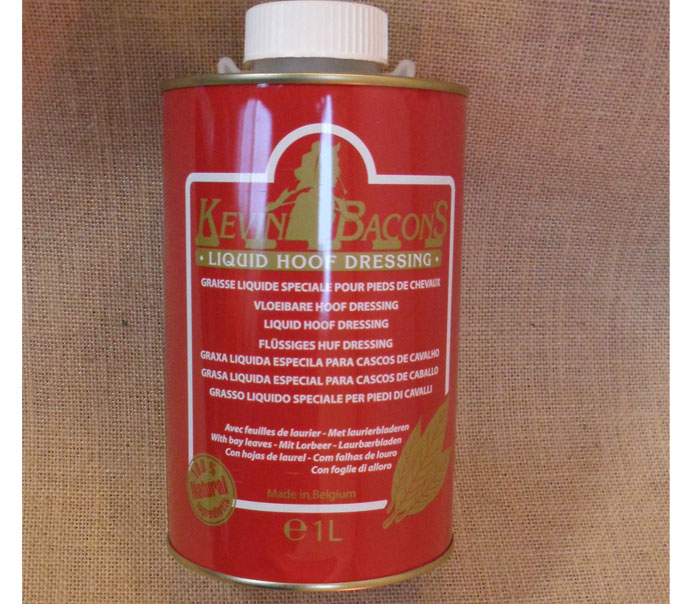 KEVIN BACONS
• LIQUID HOOF DRESSING •
GRAISSE LIQUIDE SPECIALE POUR PIEDS DE CHEVAUX
VLOEIBARE HOOF DRESSING
LIQUID HOOF DRESSING
FLÜSSIGES HUF DRESSING
GRAXA LIQUIDA ESPECILA PARA CASCOS DE CAVALHO
GRASA LIQUIDA ESPECIAL PARA CASCOS DE CABALLO
GRASSO LIQUIDO SPECIALE PER PIEDI DI CAVALLI
Avec feuilles de laurier - Met laurierbladeren
With bay leaves - Mit Lorbeer - Laurbærbladen
Con hojas de laurel - Com falhas de louro
Con foglie di alloro
100%
Natural
Made in Belgium
℮ 1L